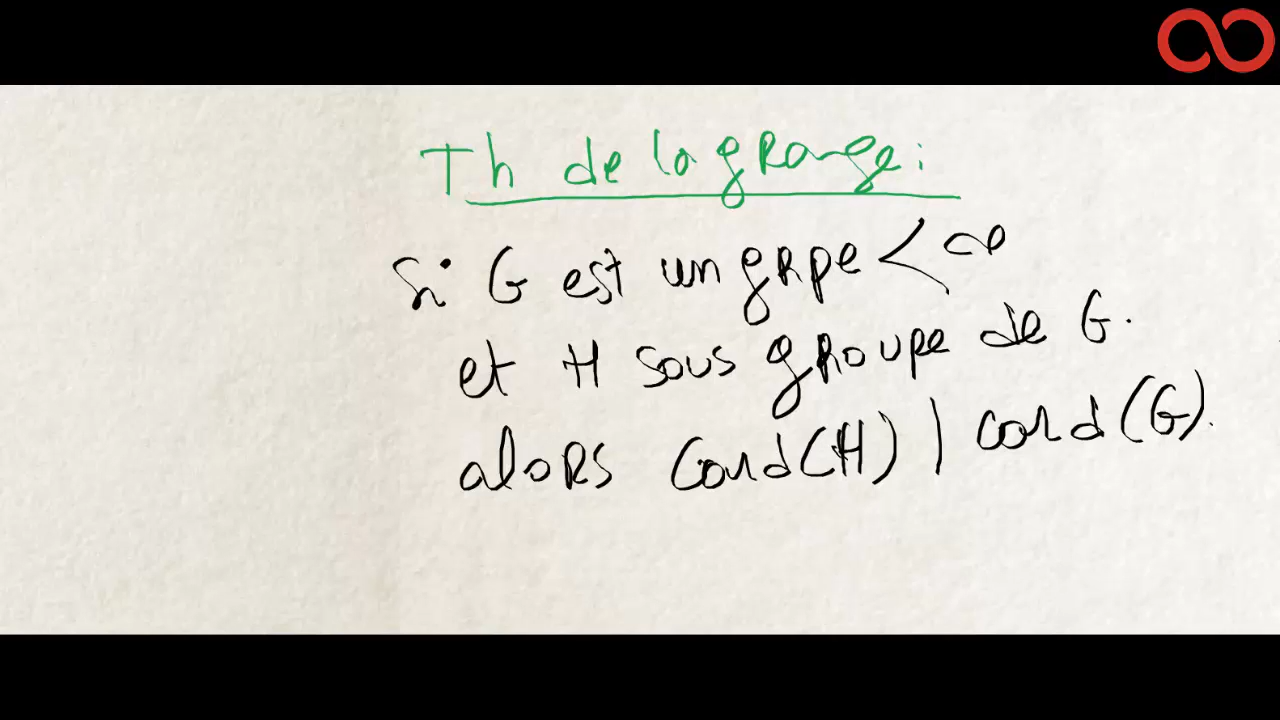 Th de lagrange :
Si G est un grpe < ∞
et H sous groupe de G.
alors Card(H) | card(G).